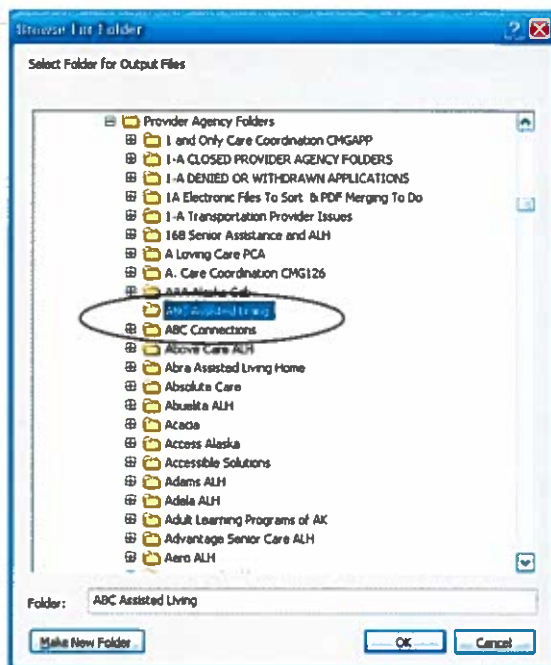 Browse For Folder
Select Folder for Output Files
Provider Agency Folders
1 and Only Care Coordination CMGAPP
1-A CLOSED PROVIDER AGENCY FOLDERS
1-A DENIED OR WITHDRAWN APPLICATIONS
1A Electronic Files To Sort & PDF Merging To Do
1-A Transportation Provider Issues
168 Senior Assistance and ALH
A Loving Care PCA
A. Care Coordination CMG126
AAA Alaska Cab
ABC Assisted Living
ABC Connections
Above Care ALH
Abra Assisted Living Home
Absolute Care
Abuelita ALH
Acacia
Access Alaska
Accessible Solutions
Adams ALH
Adela ALH
Adult Learning Programs of AK
Advantage Senior Care ALH
Aero ALH
Folder: ABC Assisted Living
Make New Folder OK Cancel